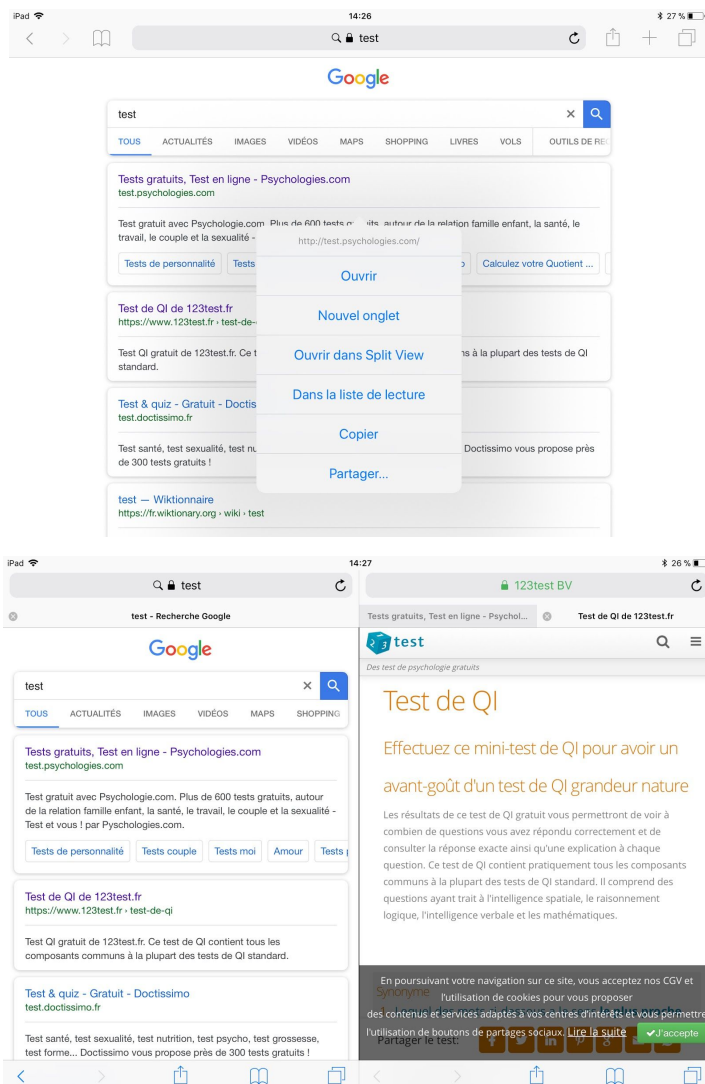 iPad 14:26 27 %
test
Google
test
TOUS ACTUALITÉS IMAGES VIDÉOS MAPS SHOPPING LIVRES VOLS OUTILS DE
Tests gratuits, Test en ligne - Psychologies.com
test.psychologies.com
Test gratuit avec Psychologie.com. Plus de 600 tests gratuits, autour de la relation famille enfant, la santé, le
travail, le couple et la sexualité -
Tests de personnalité Tests Calculez votre Quotient ...
http://test.psychologies.com/
Ouvrir
Nouvel onglet
Ouvrir dans Split View
Dans la liste de lecture
Copier
Partager...
Test de QI de 123test.fr
https://www.123test.fr › test-de-
Test QI gratuit de 123test.fr. Ce à la plupart des tests de QI
standard.
Test & quiz - Gratuit - Doctis
test.doctissimo.fr
Test santé, test sexualité, test Doctissimo vous propose près
de 300 tests gratuits !
test — Wiktionnaire
https://fr.wiktionary.org › wiki › test
iPad 14:27 26 %
test
test - Recherche Google
Google
test
TOUS ACTUALITÉS IMAGES VIDÉOS MAPS SHOPPING
Tests gratuits, Test en ligne - Psychologies.com
test.psychologies.com
Test gratuit avec Psychologie.com. Plus de 600 tests gratuits, autour
de la relation famille enfant, la santé, le travail, le couple et la sexualité -
Test et vous ! par Pyschologies.com.
Tests de personnalité Tests couple Tests moi Amour Tests
Test de QI de 123test.fr
https://www.123test.fr › test-de-qi
Test QI gratuit de 123test.fr. Ce test de QI contient tous les
composants communs à la plupart des tests de QI standard.
Test & quiz - Gratuit - Doctissimo
test.doctissimo.fr
Test santé, test sexualité, test nutrition, test psycho, test grossesse,
test forme... Doctissimo vous propose près de 300 tests gratuits !
123test BV
Tests gratuits, Test en ligne - Psychol... Test de QI de 123test.fr
123 test
Des test de psychologie gratuits
Test de QI
Effectuez ce mini-test de QI pour avoir un
avant-goût d'un test de QI grandeur nature
Les résultats de ce test de QI gratuit vous permettront de voir à
combien de questions vous avez répondu correctement et de
consulter la réponse exacte ainsi qu'une explication à chaque
question. Ce test de QI contient pratiquement tous les composants
communs à la plupart des tests de QI standard. Il comprend des
questions ayant trait à l'intelligence spatiale, le raisonnement
logique, l'intelligence verbale et les mathématiques.
Synonyme
En poursuivant votre navigation sur ce site, vous acceptez nos CGV et
l'utilisation de cookies pour vous proposer
des contenus et services adaptés à vos centres d'intérêts et vous permettre
l'utilisation de boutons de partages sociaux. Lire la suite J'accepte
Partager le test: